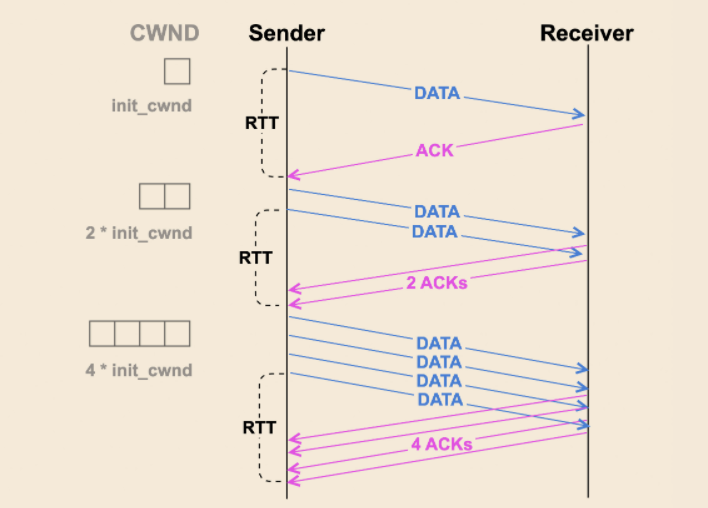 CWND
Sender
Receiver
init_cwnd
RTT
DATA
ACK
2 * init_cwnd
RTT
DATA
DATA
2 ACKs
4 * init_cwnd
RTT
DATA
DATA
DATA
DATA
4 ACKs